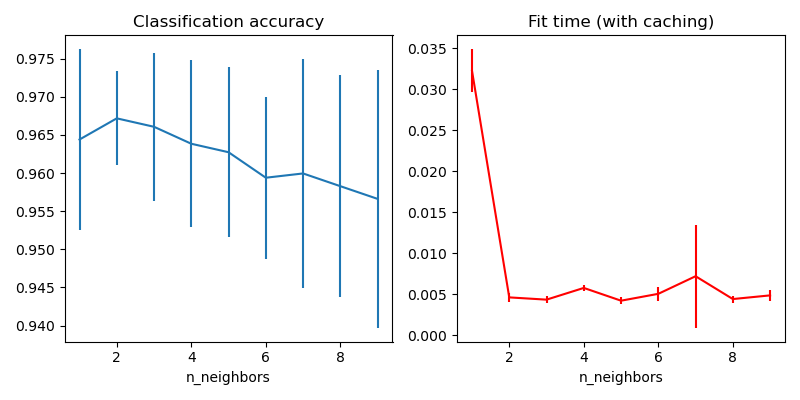 Classification accuracy
0.975
0.970
0.965
0.960
0.955
0.950
0.945
0.940
2 4 6 8
n_neighbors
Fit time (with caching)
0.035
0.030
0.025
0.020
0.015
0.010
0.005
0.000
2 4 6 8
n_neighbors